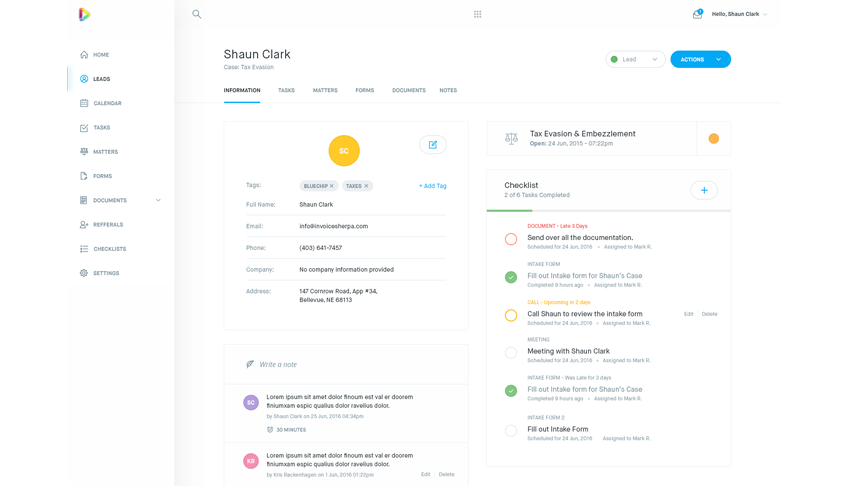 1
Hello, Shaun Clark
HOME
LEADS
CALENDAR
TASKS
MATTERS
FORMS
DOCUMENTS
REFFERALS
CHECKLISTS
SETTINGS
Shaun Clark
Case: Tax Evasion
Lead
ACTIONS
INFORMATION TASKS MATTERS FORMS DOCUMENTS NOTES
SC
Tags: BLUECHIP × TAXES × + Add Tag
Full Name: Shaun Clark
Email: info@invoicesherpa.com
Phone: (403) 641-7457
Company: No company information provided
Address: 147 Cornrow Road, App #34,
Bellevue, NE 68113
Write a note
SC
Lorem ipsum sit amet dolor finoum est val er doorem
finiumxam espic qualius dolor ravelius dolor.
by Shaun Clark on 25 Jun, 2016 04:34pm
30 MINUTES
KR
Lorem ipsum sit amet dolor finoum est val er doorem
finiumxam espic qualius dolor ravelius dolor.
by Kris Rackenhagen on 1 Jun, 2016 01:22pm
Edit Delete
Tax Evasion & Embezzlement
Open: 24 Jun, 2015 - 07:22pm
Checklist
2 of 6 Tasks Completed
+
DOCUMENT - Late 3 Days
Send over all the documentation.
Scheduled for 24 Jun, 2016 • Assigned to Mark R.
INTAKE FORM
Fill out Intake form for Shaun's Case
Completed 9 hours ago • Assigned to Mark R.
CALL - Upcoming in 2 days
Call Shaun to review the intake form
Edit Delete
Scheduled for 24 Jun, 2016 • Assigned to Mark R.
MEETING
Meeting with Shaun Clark
Scheduled for 24 Jun, 2016 • Assigned to Mark R.
INTAKE FORM - Was Late for 3 days
Fill out Intake form for Shaun's Case
Completed 9 hours ago • Assigned to Mark R.
INTAKE FORM 2
Fill out Intake Form
Scheduled for 24 Jun, 2016 Assigned to Mark R.